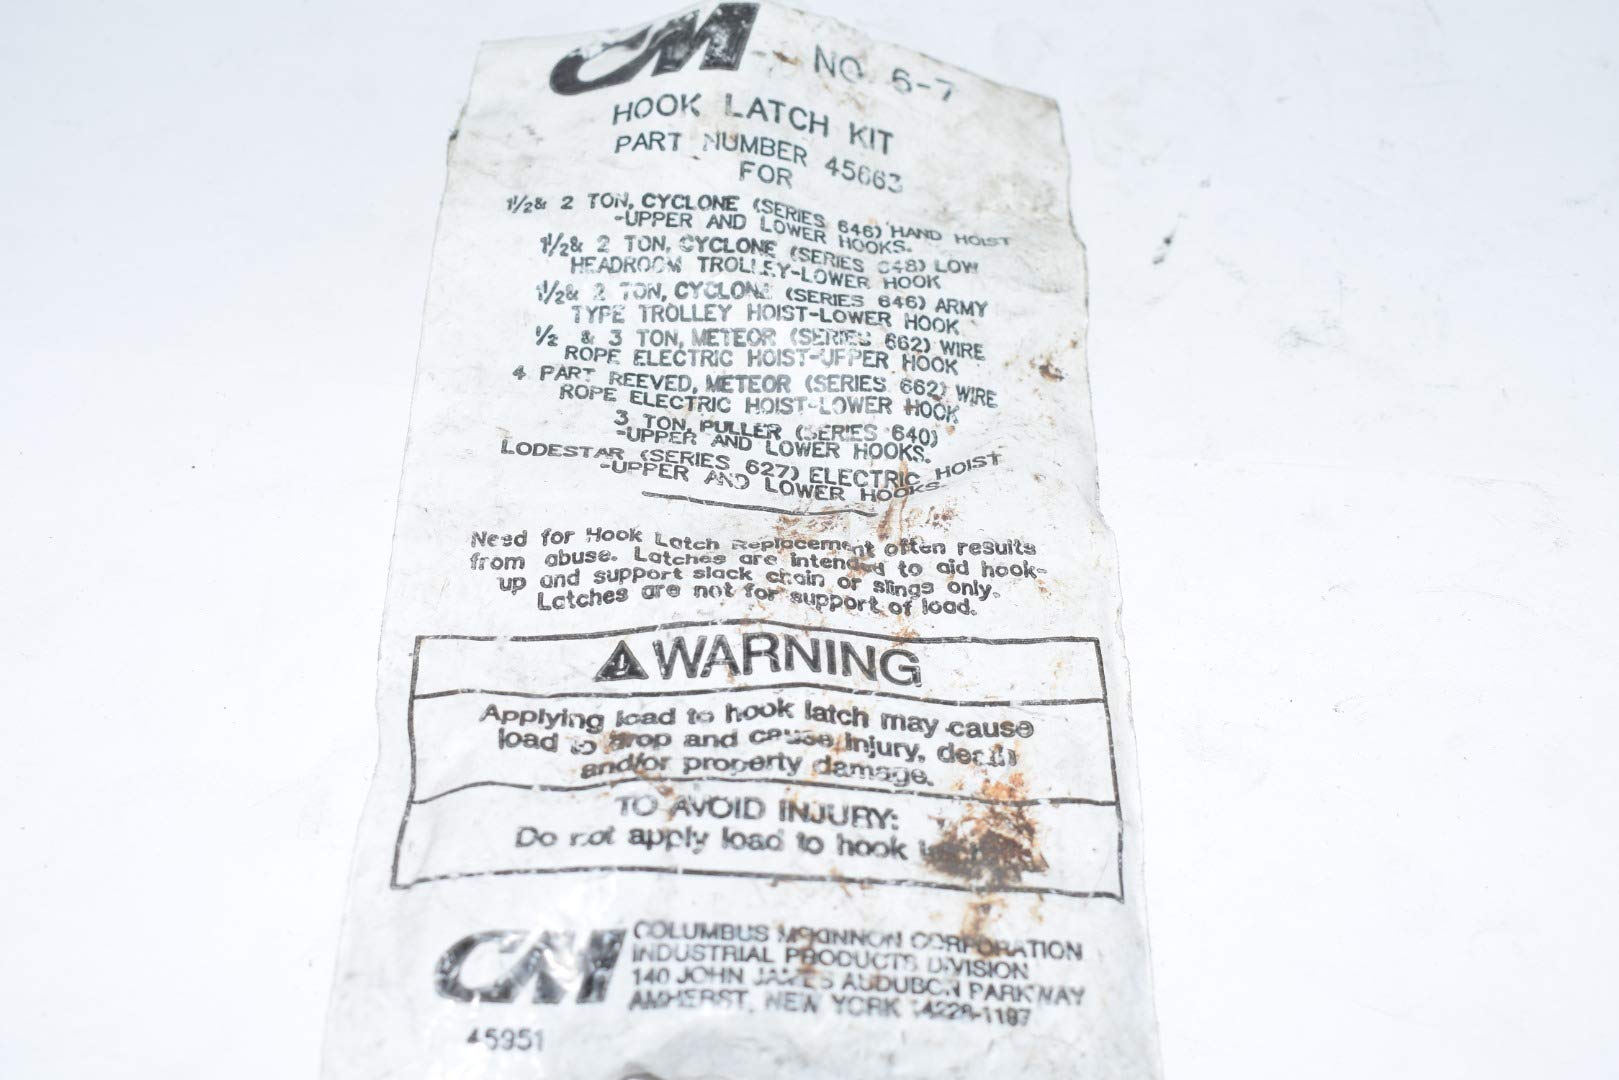 CM NO. 6-7
HOOK LATCH KIT
PART NUMBER 45663
FOR
1½& 2 TON, CYCLONE (SERIES 646) HAND HOIST
-UPPER AND LOWER HOOKS.
1½& 2 TON, CYCLONE (SERIES 648) LOW
HEADROOM TROLLEY-LOWER HOOK
1½& 2 TON, CYCLONE (SERIES 646) ARMY
TYPE TROLLEY HOIST-LOWER HOOK
½ & 3 TON, METEOR (SERIES 662) WIRE
ROPE ELECTRIC HOIST-UPPER HOOK
4 PART REEVED, METEOR (SERIES 662) WIRE
ROPE ELECTRIC HOIST-LOWER HOOK
3 TON, PULLER (SERIES 640)
-UPPER AND LOWER HOOKS.
LODESTAR (SERIES 627) ELECTRIC HOIST
-UPPER AND LOWER HOOKS
Need for Hook Latch Replacement often results
from abuse. Latches are intended to aid hook-
up and support slack chain or slings only.
Latches are not for support of load.
WARNING
Applying load to hook latch may cause
load to drop and cause injury, death
and/or property damage.
TO AVOID INJURY:
Do not apply load to hook latch
CM COLUMBUS McKINNON CORPORATION
INDUSTRIAL PRODUCTS DIVISION
140 JOHN JAMES AUDUBON PARKWAY
AMHERST, NEW YORK 14228-1197
45951